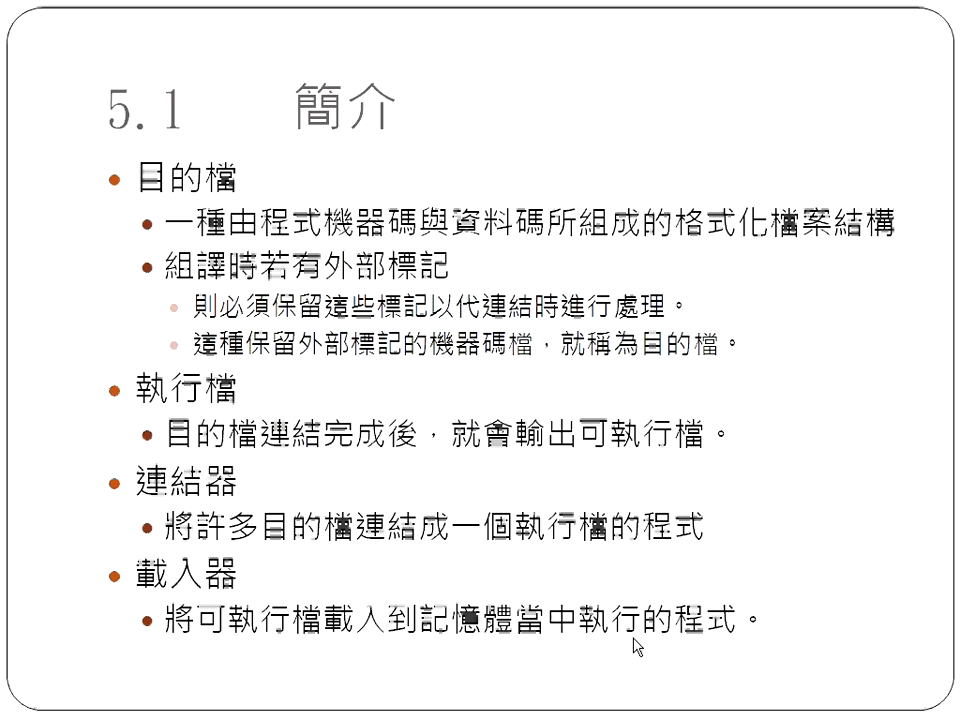 5.1 簡介
目的檔
一種由程式機器碼與資料碼所組成的格式化檔案結構
組譯時若有外部標記
則必須保留這些標記以代連結時進行處理。
這種保留外部標記的機器碼檔，就稱為目的檔。
執行檔
目的檔連結完成後，就會輸出可執行檔。
連結器
將許多目的檔連結成一個執行檔的程式
載入器
將可執行檔載入到記憶體當中執行的程式。